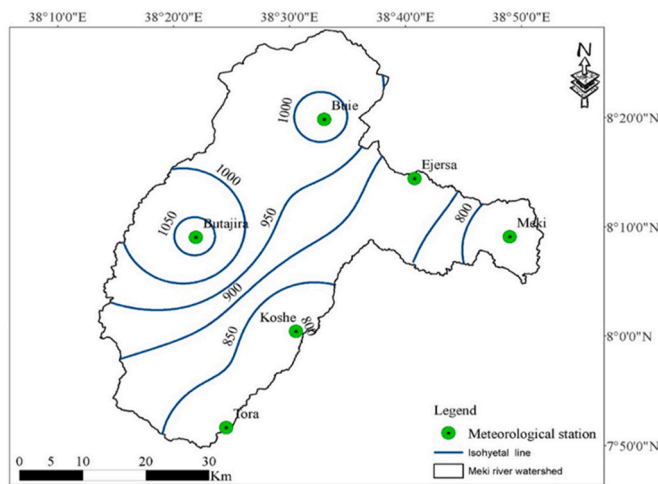 38°10'0"E 38°20'0"E 38°30'0"E 38°40'0"E 38°50'0"E
N
1000
Buie
8°20'0"N
Ejersa
1000
950
800
Meki
1050
Butajira
8°10'0"N
900
Koshe
800
850
8°0'0"N
Legend
Tora
Meteorological station
Isohyetal line
Meki river watershed
7°50'0"N
0 10 20 30
Km